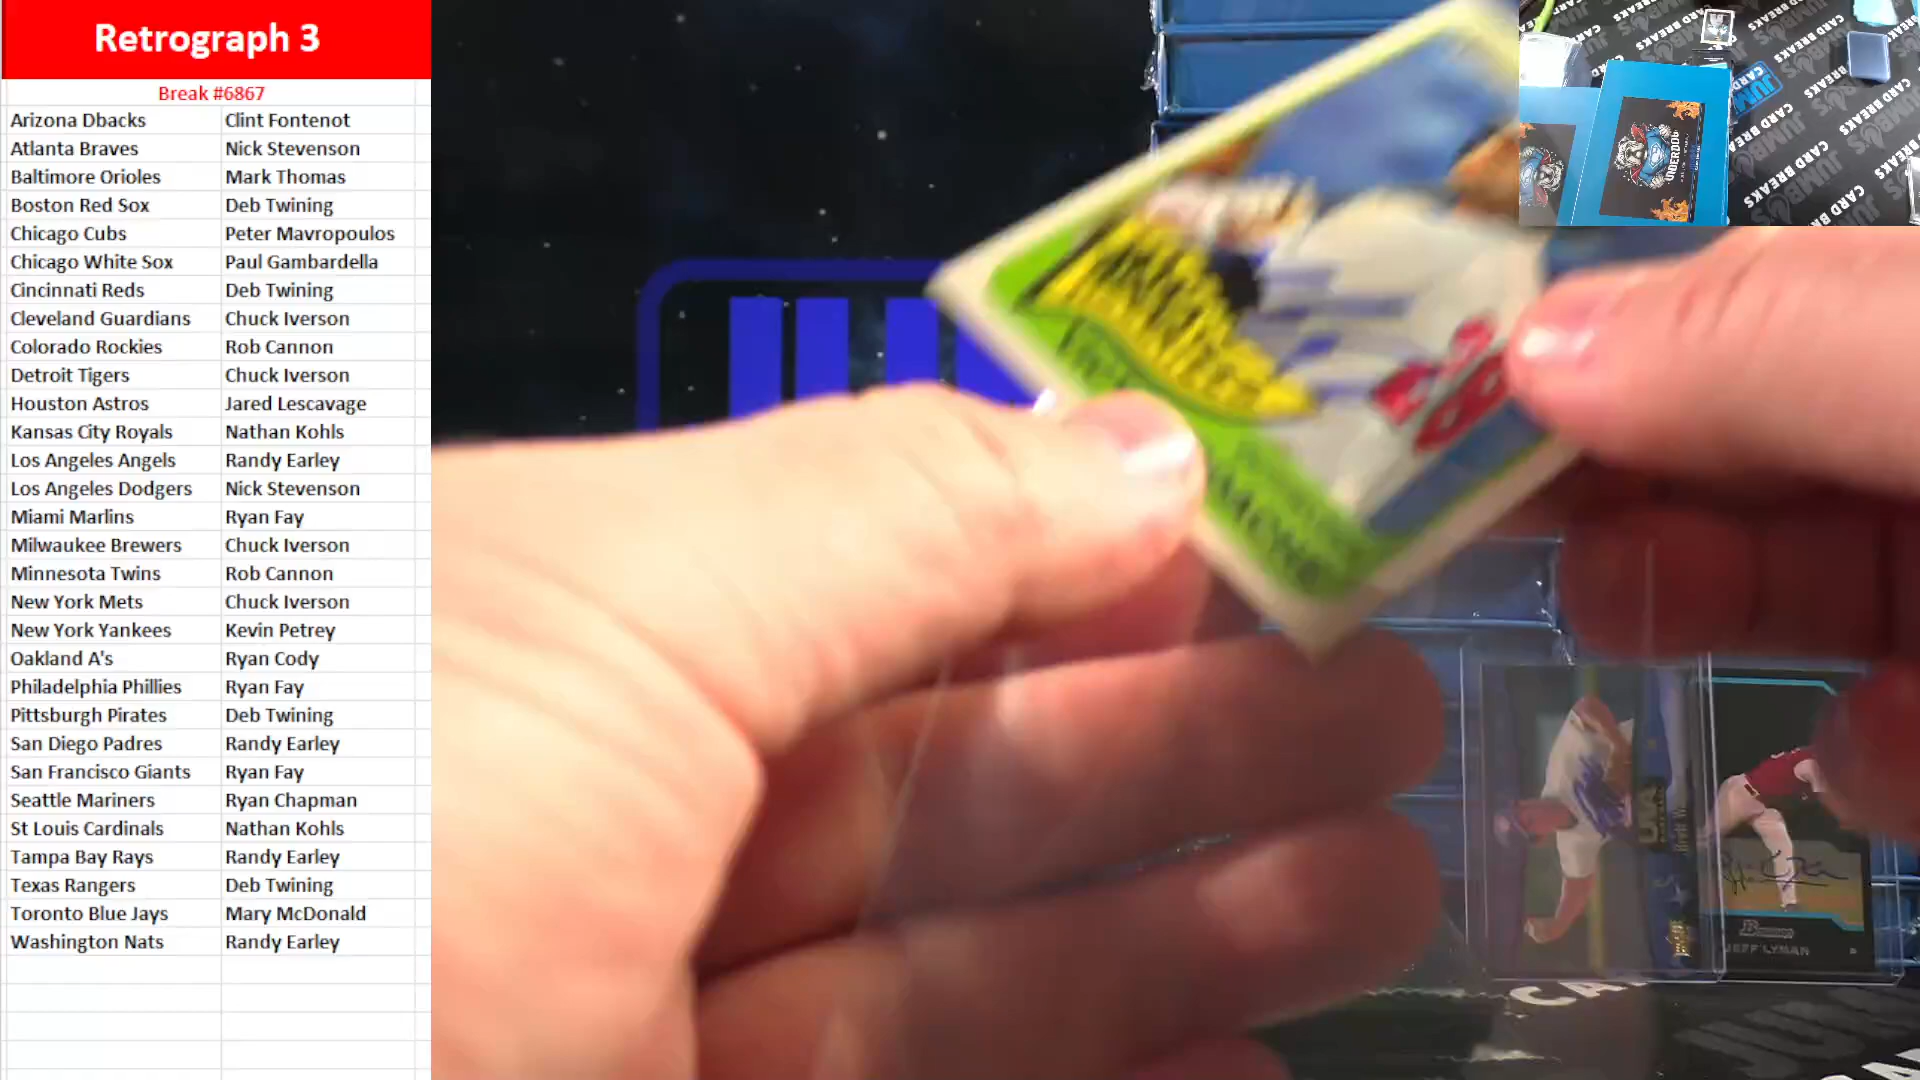 Retrograph 3
Break #6867
Arizona Dbacks Clint Fontenot
Atlanta Braves Nick Stevenson
Baltimore Orioles Mark Thomas
Boston Red Sox Deb Twining
Chicago Cubs Peter Mavropoulos
Chicago White Sox Paul Gambardella
Cincinnati Reds Deb Twining
Cleveland Guardians Chuck Iverson
Colorado Rockies Rob Cannon
Detroit Tigers Chuck Iverson
Houston Astros Jared Lescavage
Kansas City Royals Nathan Kohls
Los Angeles Angels Randy Earley
Los Angeles Dodgers Nick Stevenson
Miami Marlins Ryan Fay
Milwaukee Brewers Chuck Iverson
Minnesota Twins Rob Cannon
New York Mets Chuck Iverson
New York Yankees Kevin Petrey
Oakland A's Ryan Cody
Philadelphia Phillies Ryan Fay
Pittsburgh Pirates Deb Twining
San Diego Padres Randy Earley
San Francisco Giants Ryan Fay
Seattle Mariners Ryan Chapman
St Louis Cardinals Nathan Kohls
Tampa Bay Rays Randy Earley
Texas Rangers Deb Twining
Toronto Blue Jays Mary McDonald
Washington Nats Randy Earley
CARD BREAKS
UNDERDOG
Bowman
JEFF LYMAN